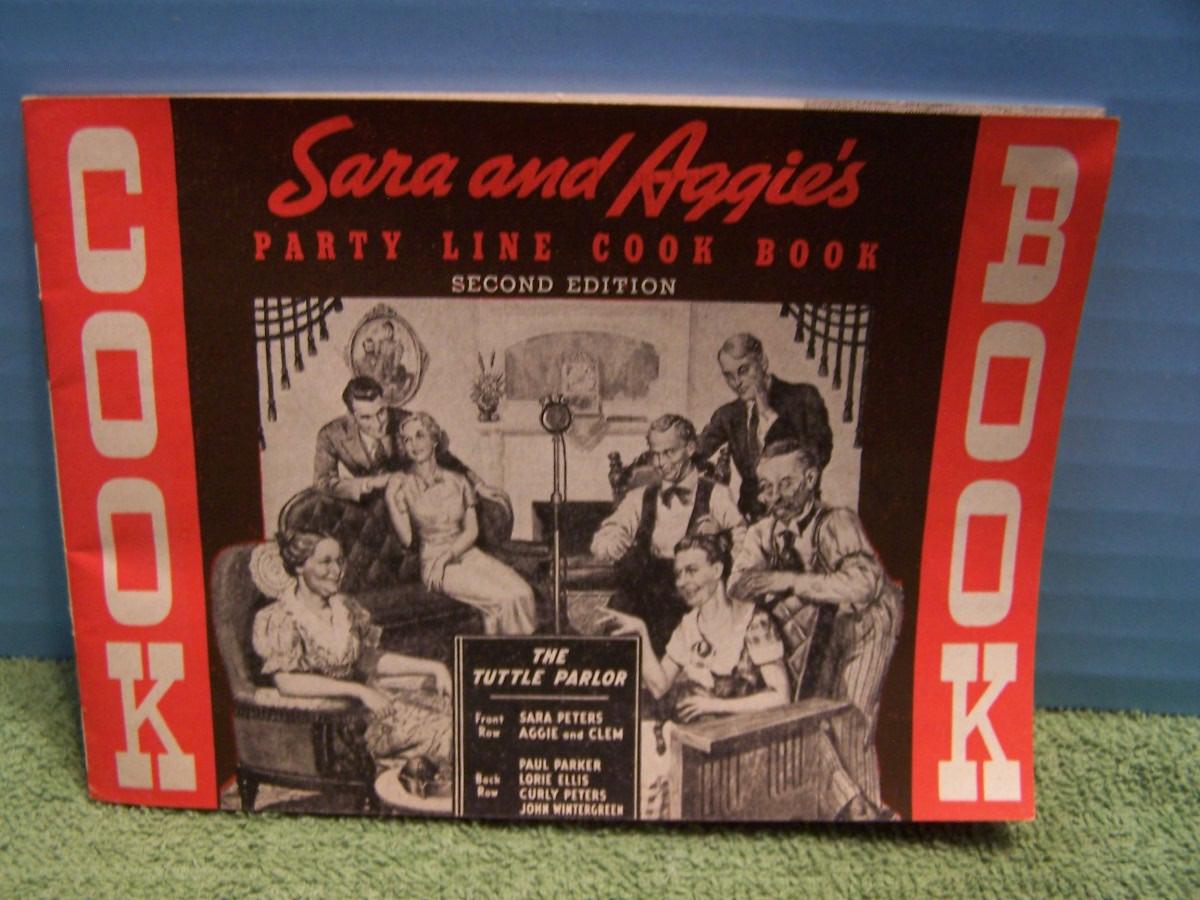 COOK
Sara and Aggie's
PARTY LINE COOK BOOK
SECOND EDITION
THE
TUTTLE PARLOR
Front Row SARA PETERS
AGGIE and CLEM
PAUL PARKER
Back Row LORIE ELLIS
CURLY PETERS
JOHN WINTERGREEN
BOOK